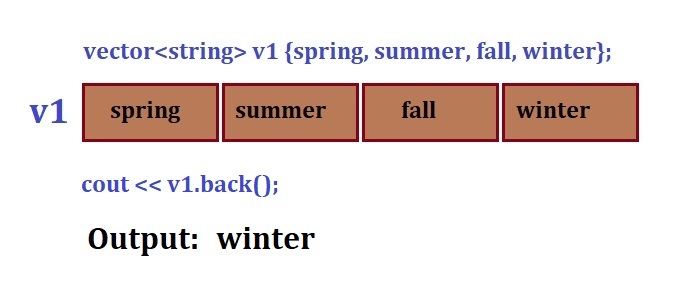 vector<string> v1 {spring, summer, fall, winter};
v1 spring summer fall winter
cout << v1.back();
Output: winter